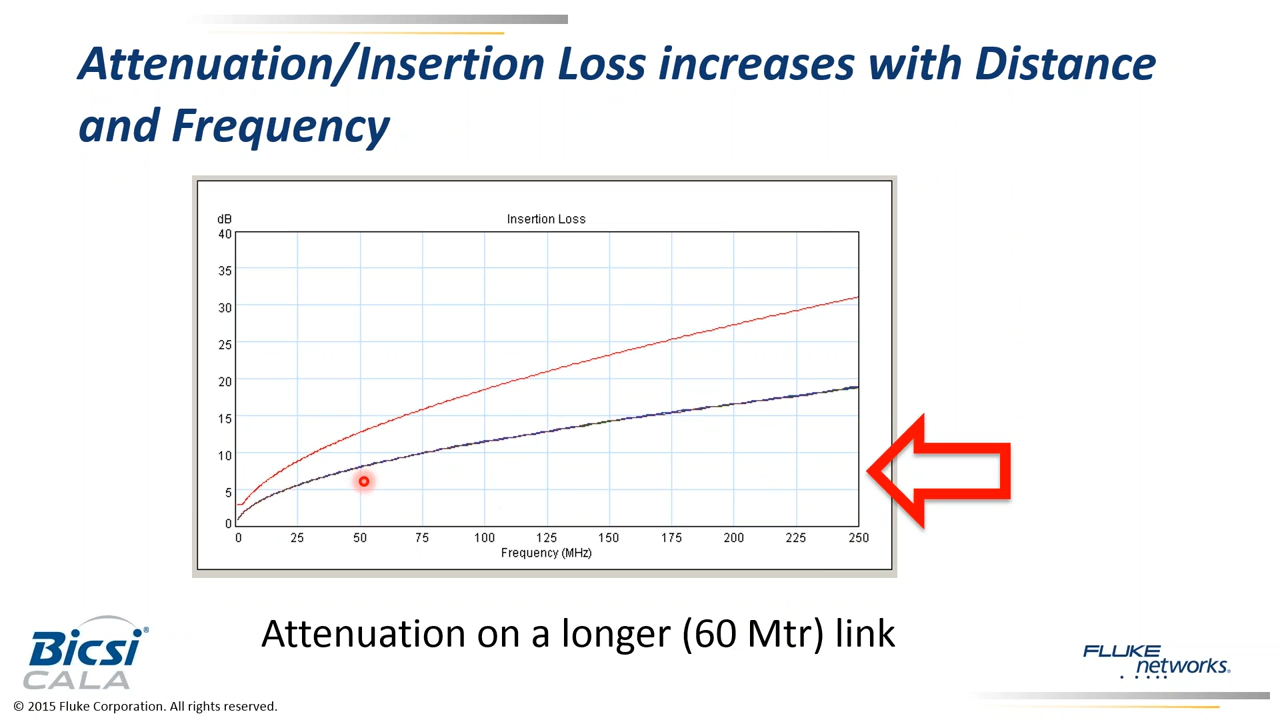 Attenuation/Insertion Loss increases with Distance
and Frequency
dB
Insertion Loss
40
35
30
25
20
15
10
5
0
0 25 50 75 100 125 150 175 200 225 250
Frequency (MHz)
Attenuation on a longer (60 Mtr) link
Bicsi®
CALA
FLUKE
networks®
© 2015 Fluke Corporation. All rights reserved.